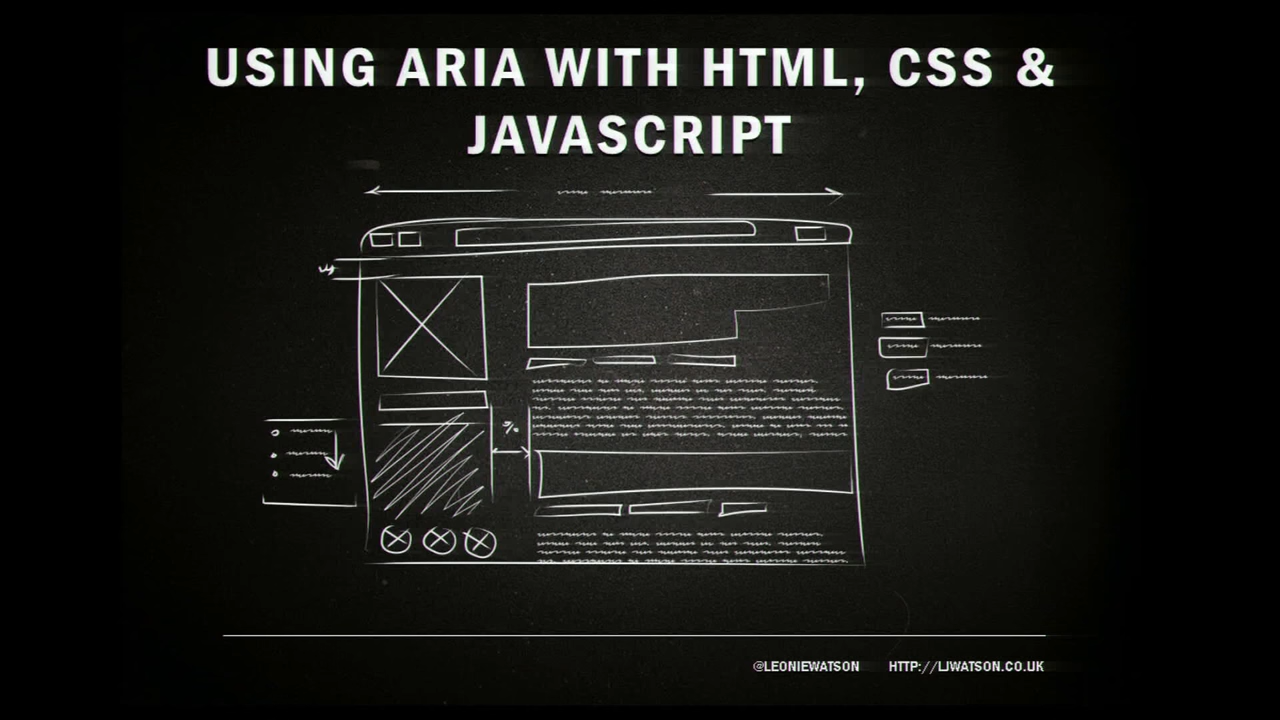 USING ARIA WITH HTML, CSS &
JAVASCRIPT
%
@LEONIEWATSON HTTP://LJWATSON.CO.UK